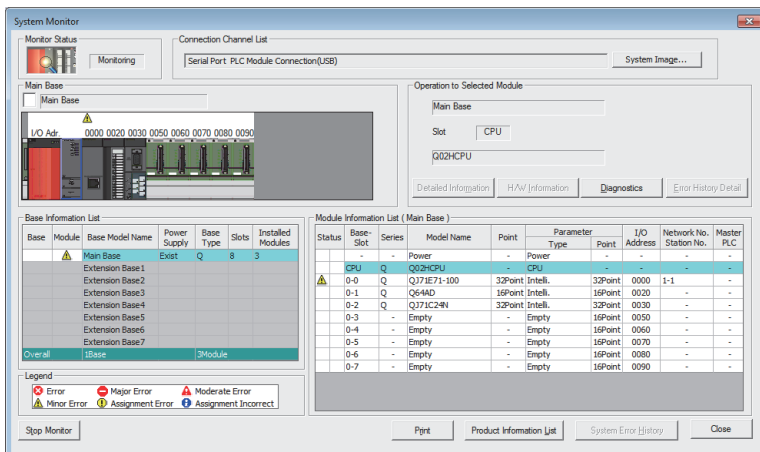 System Monitor
Monitor Status
Monitoring
Connection Channel List
Serial Port PLC Module Connection(USB)
System Image...
Main Base
Main Base
I/O Adr. 0000 0020 0030 0050 0060 0070 0080 0090
Operation to Selected Module
Main Base
Slot CPU
Q02HCPU
Detailed Information H/W Information Diagnostics Error History Detail
Base Information List
Base Module Base Model Name Power Supply Base Type Slots Installed Modules
Main Base Exist Q 8 3
Extension Base1
Extension Base2
Extension Base3
Extension Base4
Extension Base5
Extension Base6
Extension Base7
Overall 1Base 3Module
Module Information List ( Main Base )
Status Base-Slot Series Model Name Point Parameter Type Point I/O Address Network No. Station No. Master PLC
- - Power - Power - - - -
CPU Q Q02HCPU - CPU - - - -
0-0 Q QJ71E71-100 32Point Intelli. 32Point 0000 1-1 -
0-1 Q Q64AD 16Point Intelli. 16Point 0020 - -
0-2 Q QJ71C24N 32Point Intelli. 32Point 0030 - -
0-3 - Empty - Empty 16Point 0050 - -
0-4 - Empty - Empty 16Point 0060 - -
0-5 - Empty - Empty 16Point 0070 - -
0-6 - Empty - Empty 16Point 0080 - -
0-7 - Empty - Empty 16Point 0090 - -
Legend
Error Major Error Moderate Error
Minor Error Assignment Error Assignment Incorrect
Stop Monitor
Print
Product Information List
System Error History
Close